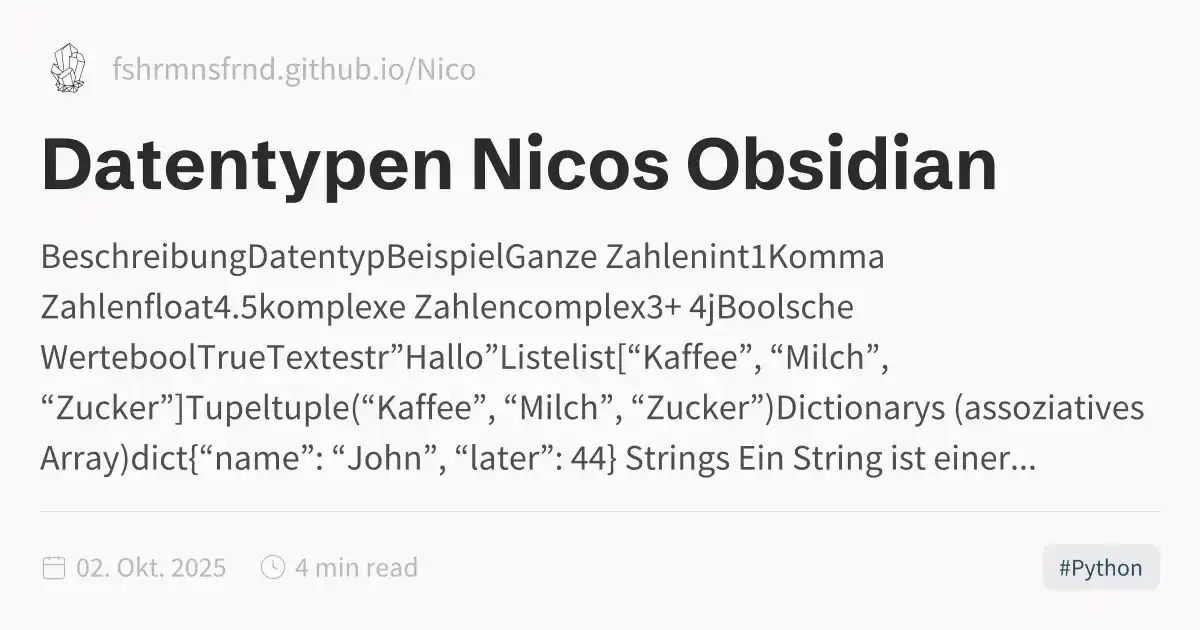 fshrmnsfrnd.github.io/Nico
Datentypen Nicos Obsidian
BeschreibungDatentypBeispielGanze Zahlenint1Komma
Zahlenfloat4.5komplexe Zahlencomplex3+ 4jBoolsche
WerteboolTrueTextestr”Hallo”Listelist[“Kaffee”, “Milch”,
“Zucker”]Tupeltuple(“Kaffee”, “Milch”, “Zucker”)Dictionarys (assoziatives
Array)dict{“name”: “John”, “later”: 44} Strings Ein String ist einer...
02. Okt. 2025 4 min read #Python